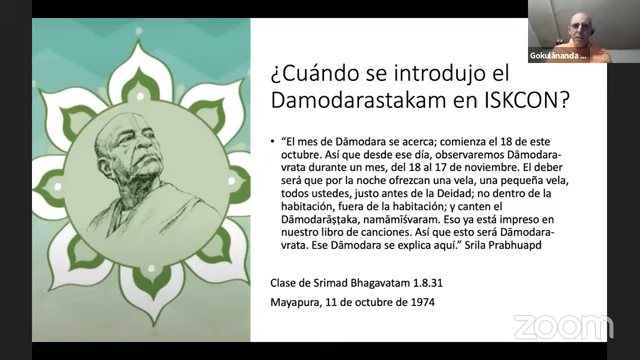 Gokulānanda ...
¿Cuándo se introdujo el
Damodarastakam en ISKCON?
• “El mes de Dāmodara se acerca; comienza el 18 de este
octubre. Así que desde ese día, observaremos Dāmodara-
vrata durante un mes, del 18 al 17 de noviembre. El deber
será que por la noche ofrezcan una vela, una pequeña vela,
todos ustedes, justo antes de la Deidad; no dentro de la
habitación, fuera de la habitación; y canten el
Dāmodarāṣṭaka, namāmīśvaram. Eso ya está impreso en
nuestro libro de canciones. Así que esto será Dāmodara-
vrata. Ese Dāmodara se explica aquí.” Srila Prabhuapd
Clase de Srimad Bhagavatam 1.8.31
Mayapura, 11 de octubre de 1974
zoom